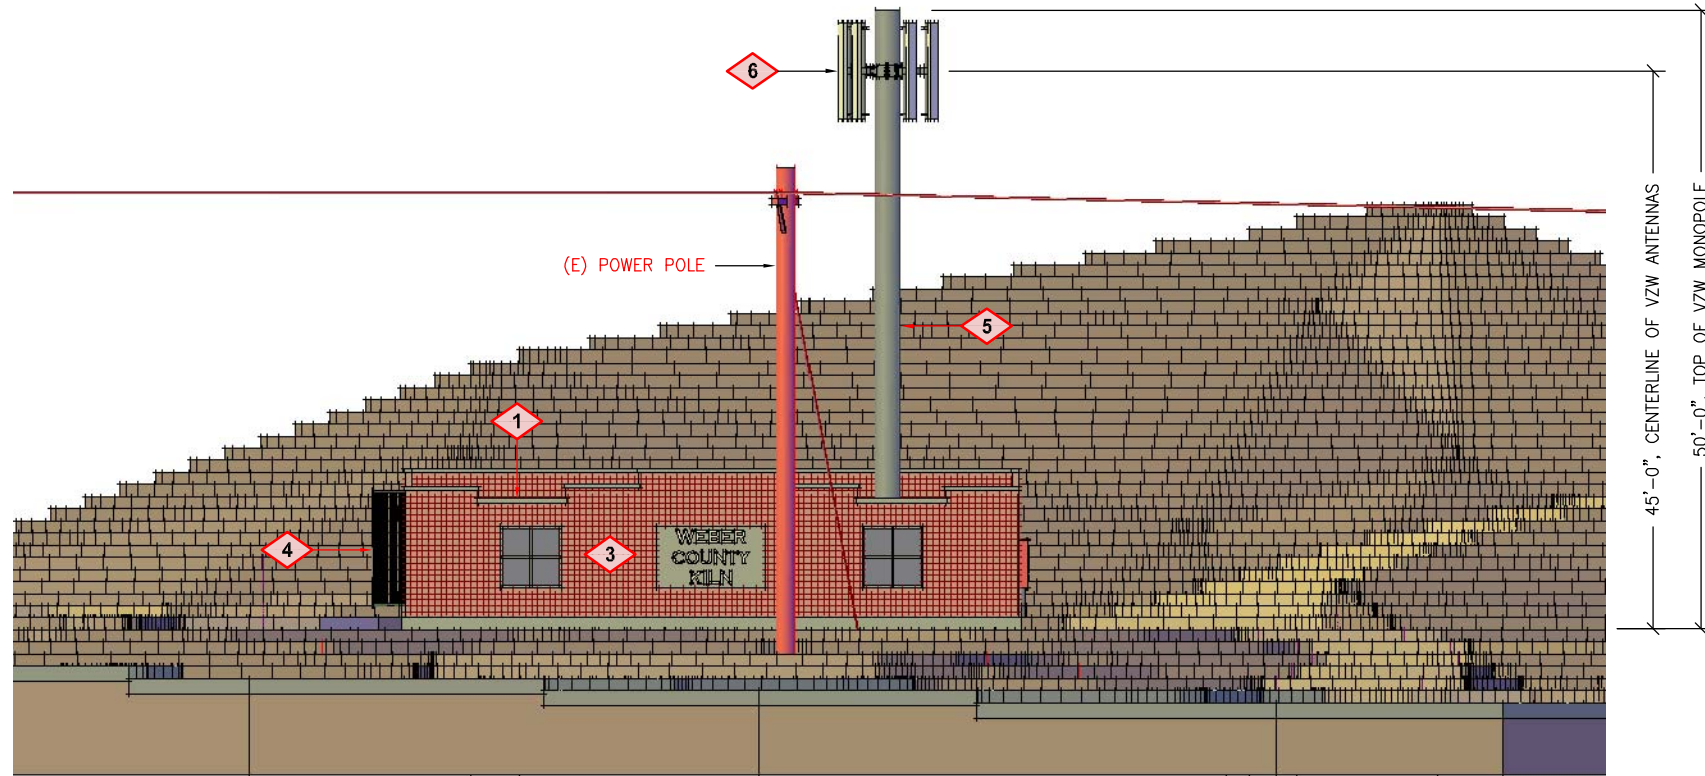 6
(E) POWER POLE
5
1
4
3
WEBER
COUNTY
KILN
45'-0", CENTERLINE OF VZW ANTENNAS
50'-0", TOP OF VZW MONOPOLE